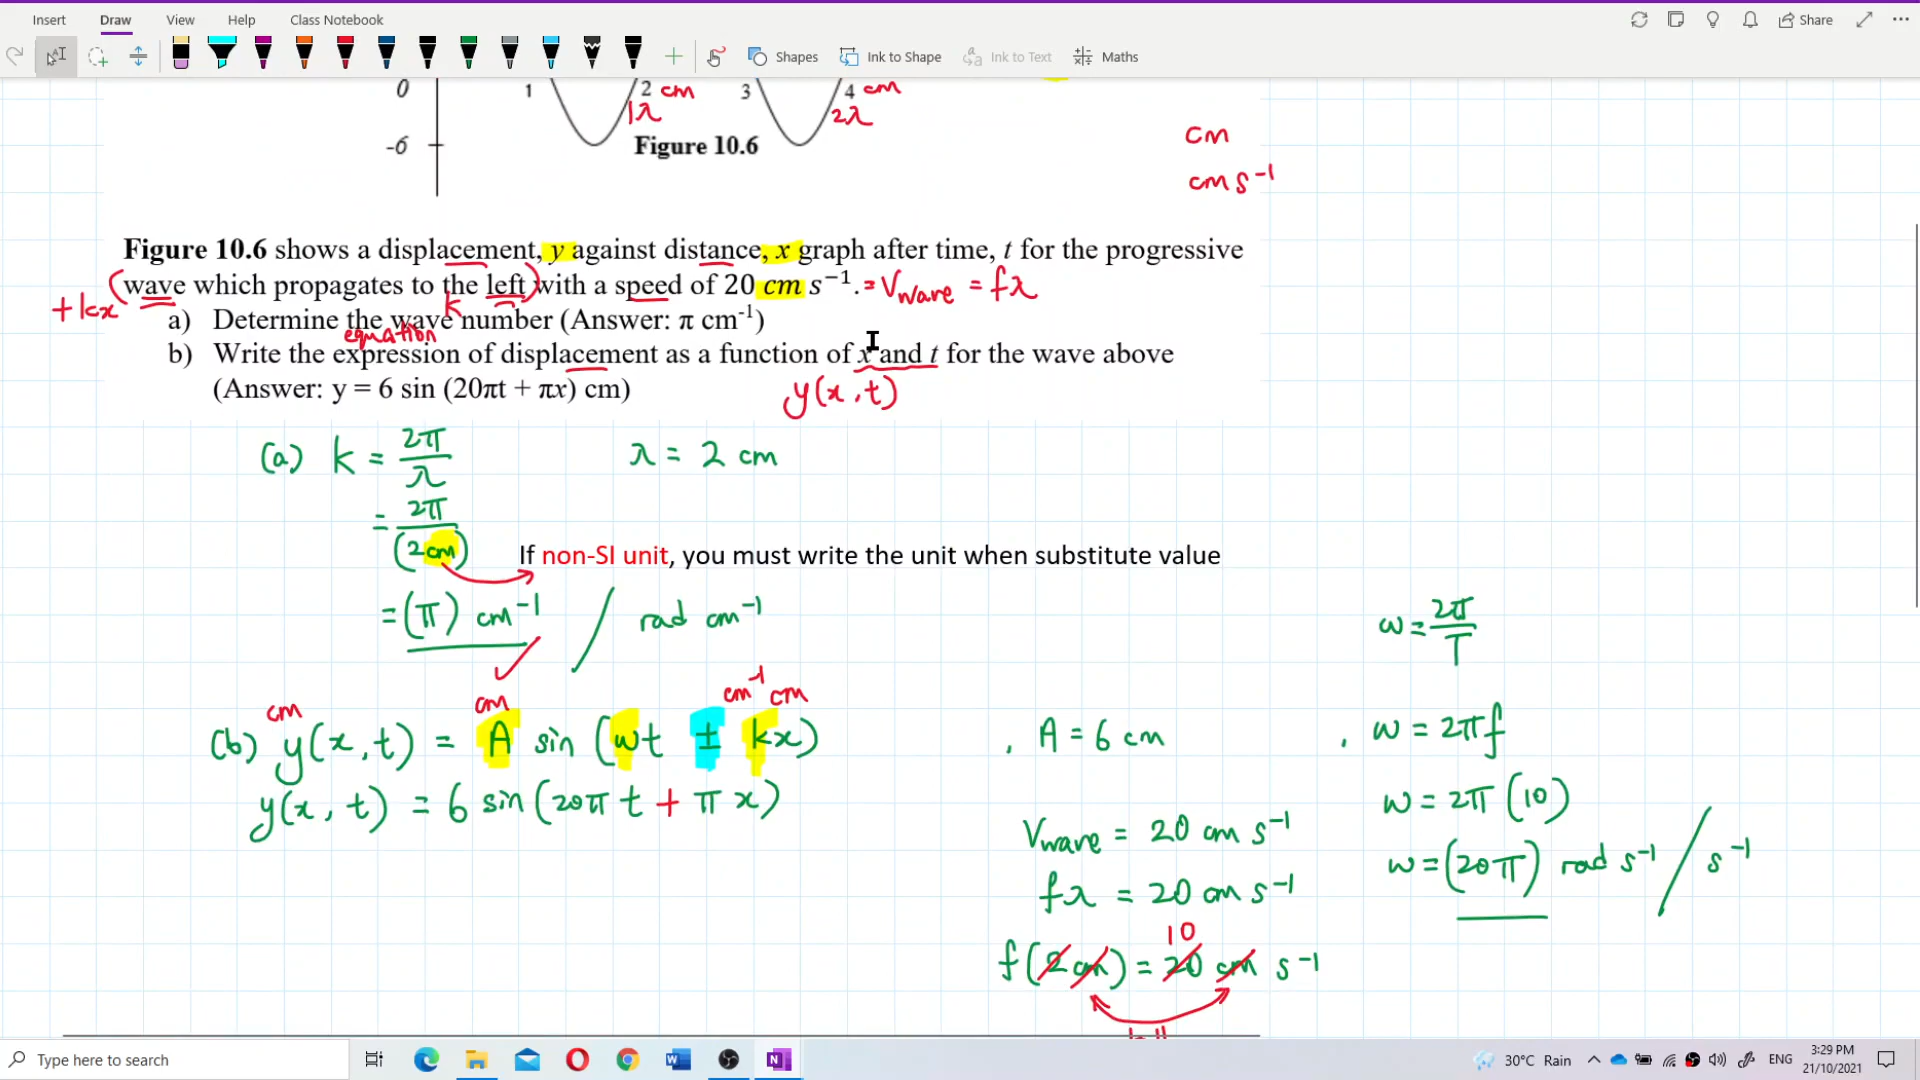 Insert Draw View Help Class Notebook Share
Shapes Ink to Shape Ink to Text Maths
0 1 2 cm 3 4 cm
1λ 2λ
-6 Figure 10.6
cm
cm s⁻¹
Figure 10.6 shows a displacement, y against distance, x graph after time, t for the progressive
wave which propagates to the left with a speed of 20 cm s⁻¹. = Vwave = fλ
+kx
k
a) Determine the wave number (Answer: π cm⁻¹)
equation
b) Write the expression of displacement as a function of x and t for the wave above
(Answer: y = 6 sin (20πt + πx) cm)
y(x,t)
(a) k = 2π/λ λ = 2 cm
= 2π/(2cm)
If non-SI unit, you must write the unit when substitute value
= (π) cm⁻¹ / rad cm⁻¹
cm cm cm⁻¹ cm
(b) y(x,t) = A sin (ωt ± kx)
y(x, t) = 6 sin (20π t + π x)
, A = 6 cm
Vwave = 20 cm s⁻¹
fλ = 20 cm s⁻¹
10
f(2cm) = 20 cm s⁻¹
ω = 2π/T
, ω = 2πf
ω = 2π (10)
ω = (20π) rad s⁻¹ / s⁻¹
Type here to search
30°C Rain ENG 3:29 PM
21/10/2021